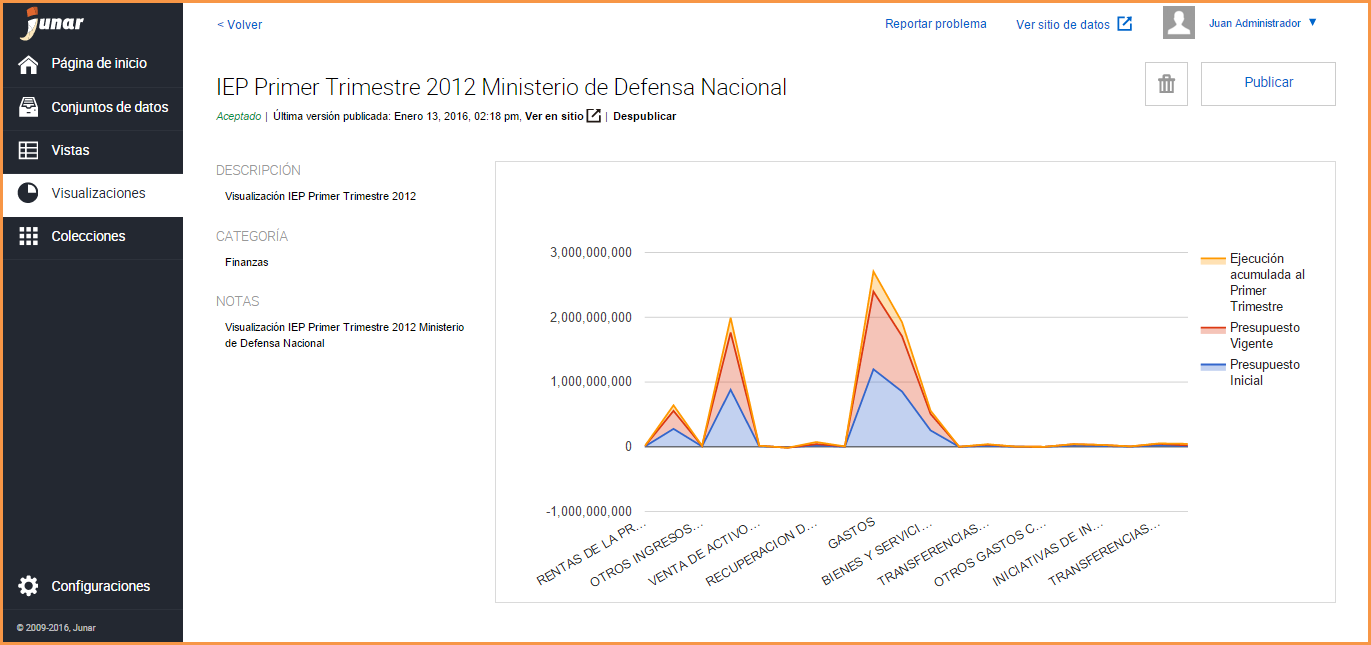 junar
Página de inicio
Conjuntos de datos
Vistas
Visualizaciones
Colecciones
Configuraciones
© 2009-2016, Junar
< Volver
Reportar problema
Ver sitio de datos
Juan Administrador ▼
IEP Primer Trimestre 2012 Ministerio de Defensa Nacional
Publicar
Aceptado | Última versión publicada: Enero 13, 2016, 02:18 pm, Ver en sitio | Despublicar
DESCRIPCIÓN
Visualización IEP Primer Trimestre 2012
CATEGORÍA
Finanzas
NOTAS
Visualización IEP Primer Trimestre 2012 Ministerio
de Defensa Nacional
3,000,000,000
2,000,000,000
1,000,000,000
0
-1,000,000,000
RENTAS DE LA PR...
OTROS INGRESOS...
VENTA DE ACTIVO...
RECUPERACION D...
GASTOS
BIENES Y SERVICI...
TRANSFERENCIAS...
OTROS GASTOS C...
INICIATIVAS DE IN...
TRANSFERENCIAS...
Ejecución
acumulada al
Primer
Trimestre
Presupuesto
Vigente
Presupuesto
Inicial